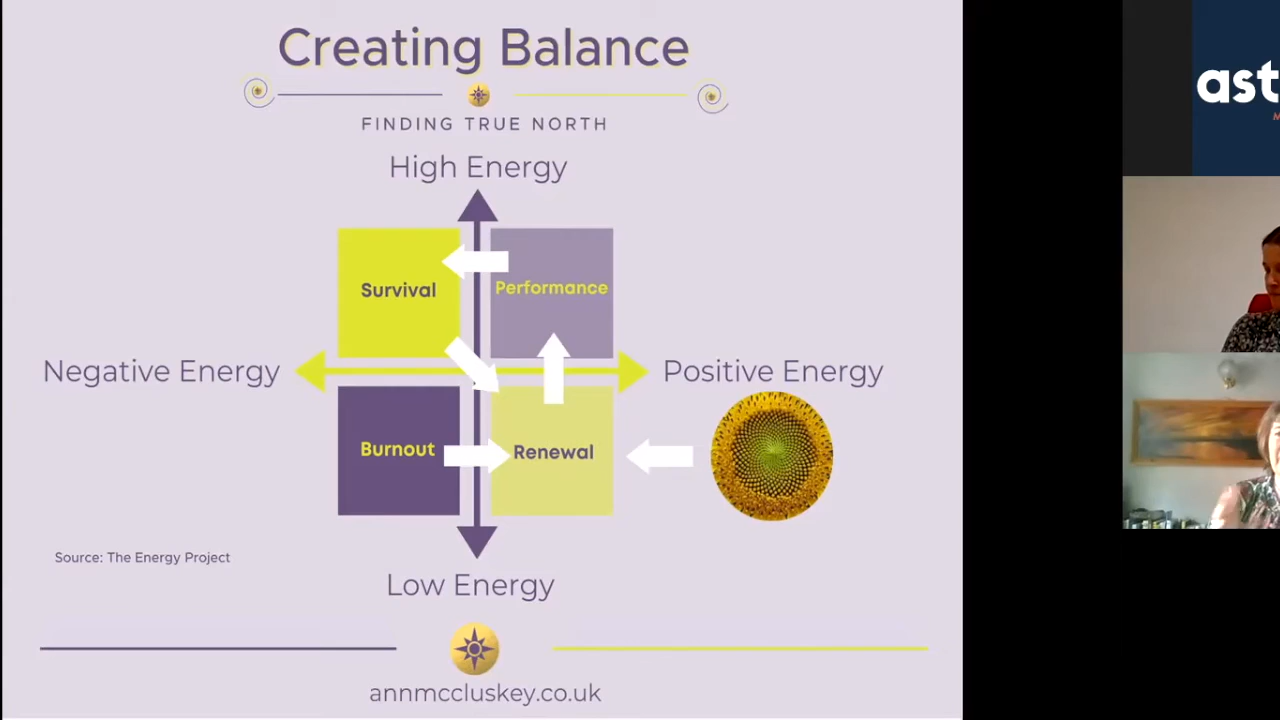 Creating Balance
FINDING TRUE NORTH
High Energy
Survival
Performance
Negative Energy
Positive Energy
Burnout
Renewal
Source: The Energy Project
Low Energy
annmccluskey.co.uk
ast
M